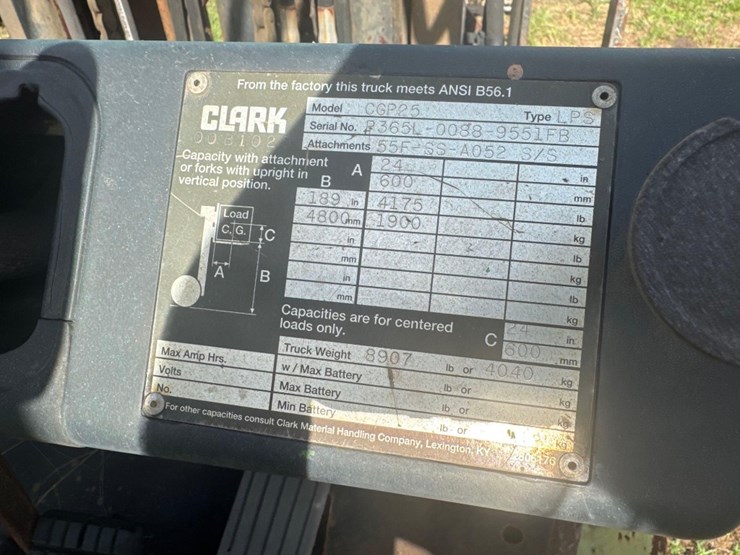 From the factory this truck meets ANSI B56.1
CLARK
Model CGP25 Type LPS
Serial No. P365L-0088-9551FB
Attachments 55F-SS-A052 S/S
Capacity with attachment
or forks with upright in
vertical position.
A 24 in
B 600 mm
189 in 4175 lb
4800 mm 1900 kg
in lb
mm kg
in lb
mm kg
Load
C.G.
C
A
B
Capacities are for centered
loads only.
C 24 in
600 mm
Max Amp Hrs.
Volts
No.
Truck Weight 8907 lb or 4040 kg
w / Max Battery lb or kg
Max Battery lb or kg
Min Battery lb or kg
For other capacities consult Clark Material Handling Company, Lexington, KY